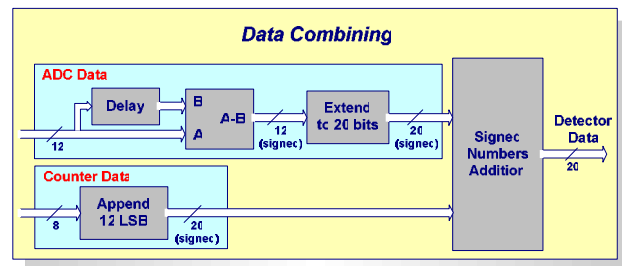 Data Combining
ADC Data
Delay
B
A
A-B
12
12
(signec)
Extend
tc 20 bits
20
(signec)
Signec
Numbers
Additior
Detector
Data
20
Counter Data
8
Append
12 LSB
20
(signec)